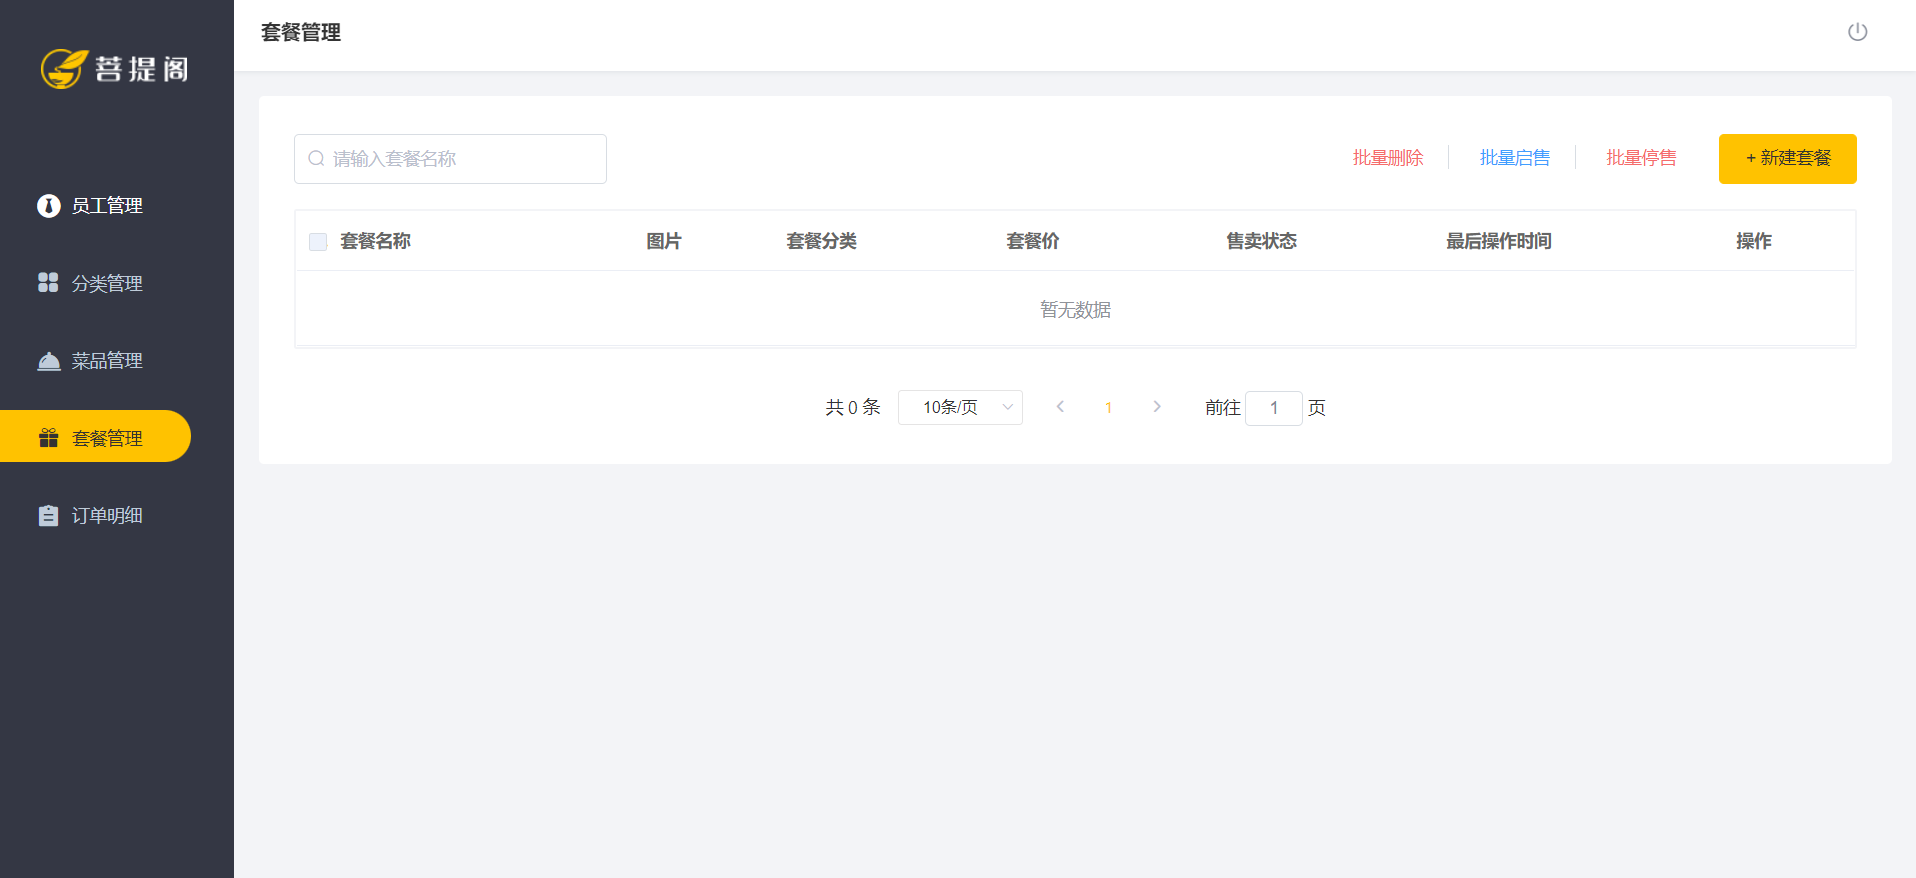 菩提阁
员工管理
分类管理
菜品管理
套餐管理
订单明细
套餐管理
请输入套餐名称
批量删除 批量启售 批量停售 + 新建套餐
套餐名称 图片 套餐分类 套餐价 售卖状态 最后操作时间 操作
暂无数据
共 0 条 10条/页 1 前往 1 页